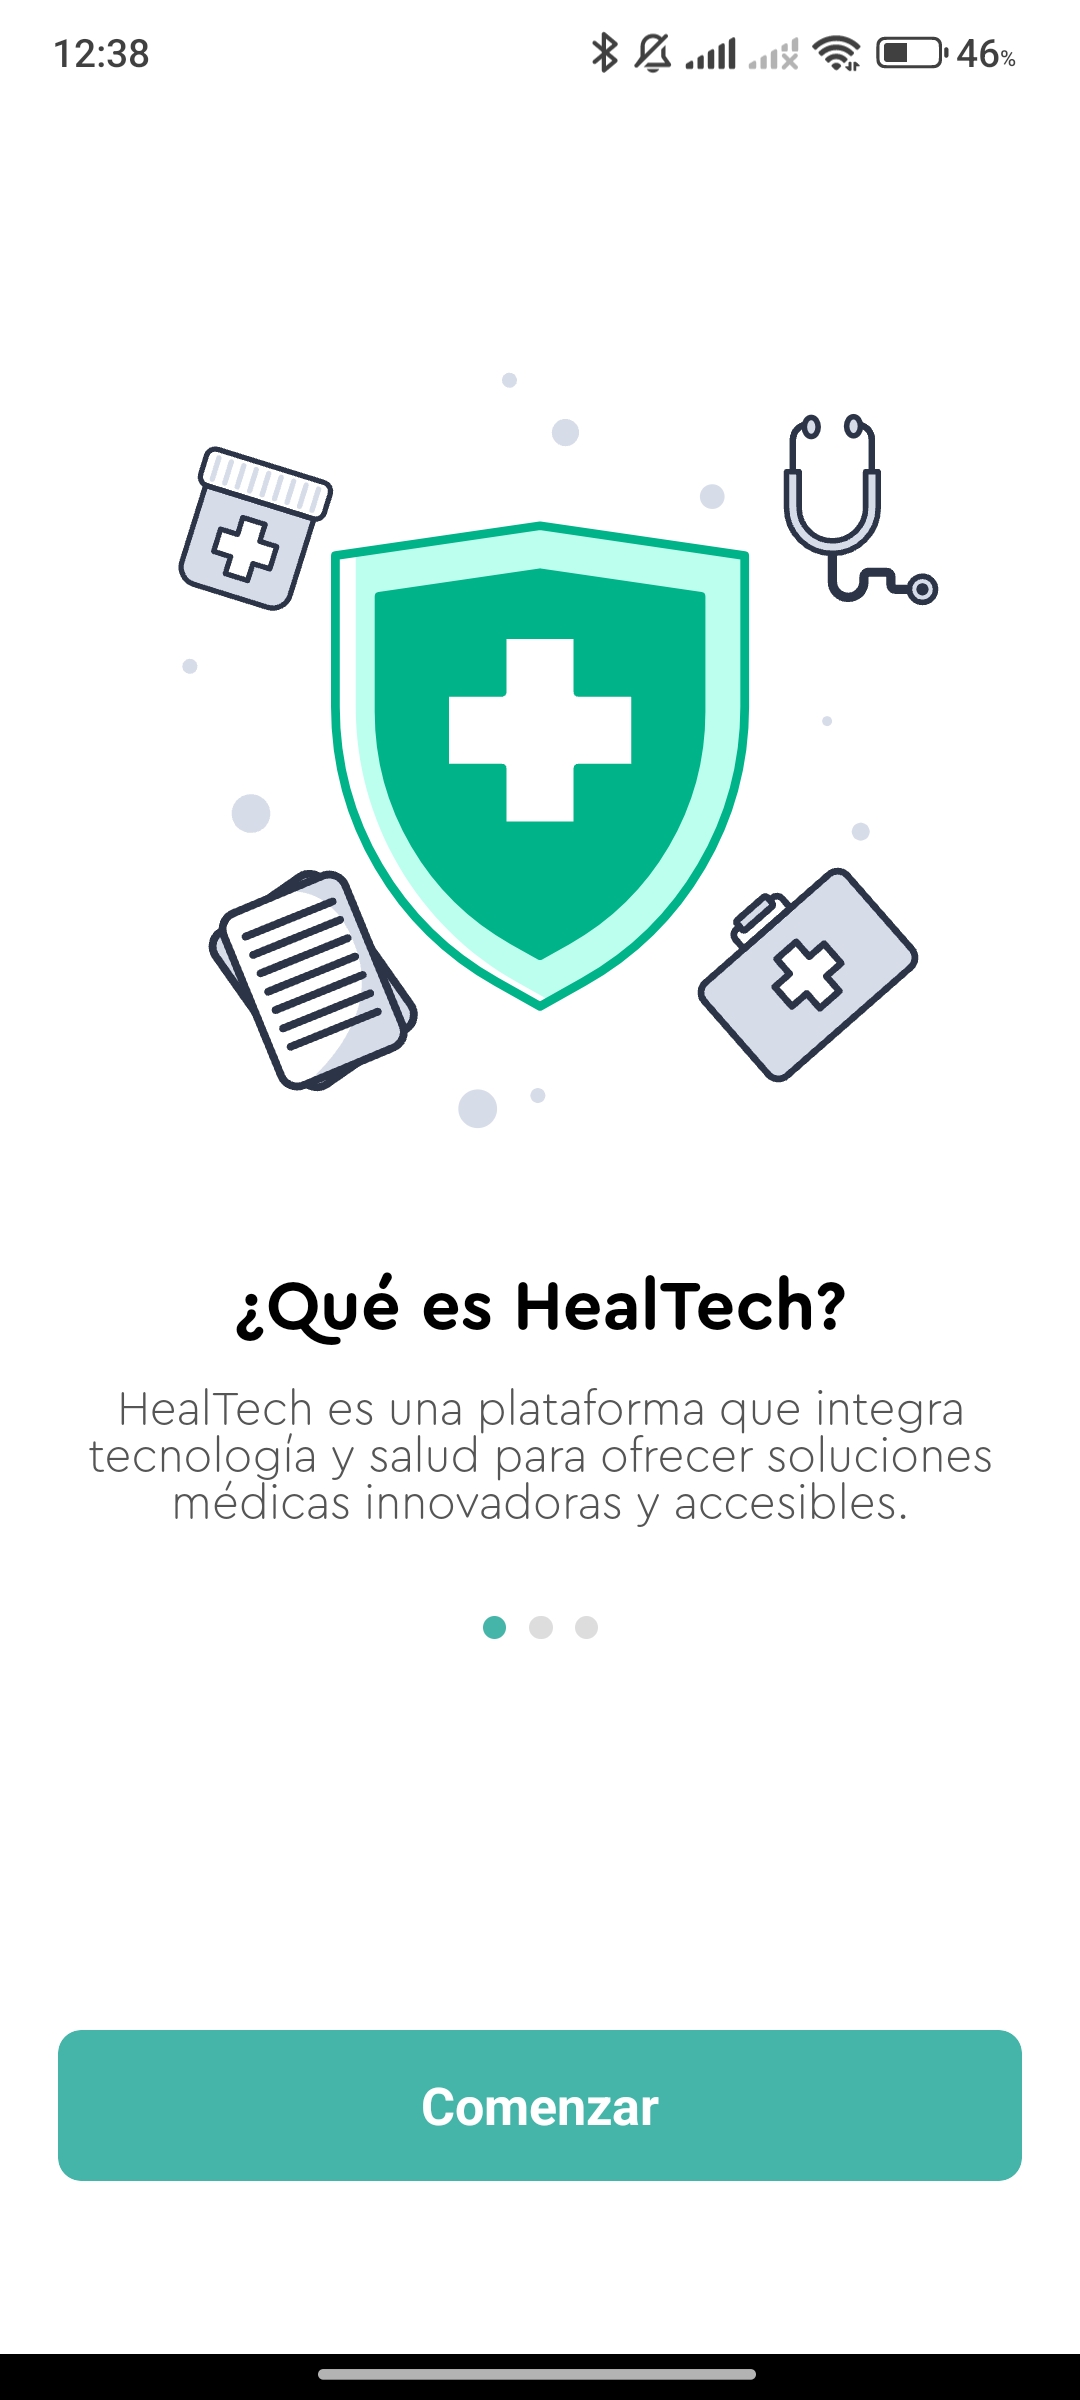 12:38
46%
¿Qué es HealTech?
HealTech es una plataforma que integra
tecnología y salud para ofrecer soluciones
médicas innovadoras y accesibles.
Comenzar